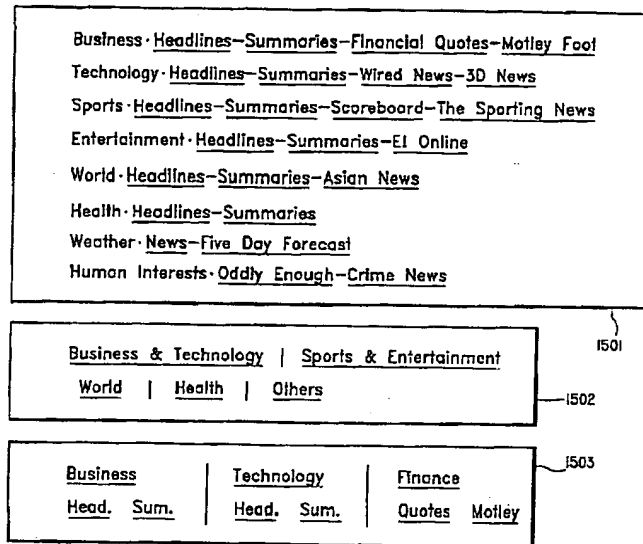 Business · Headlines–Summaries–Financial Quotes–Motley Fool
Technology · Headlines–Summaries–Wired News–3D News
Sports · Headlines–Summaries–Scoreboard–The Sporting News
Entertainment · Headlines–Summaries–E! Online
World · Headlines–Summaries–Asian News
Health · Headlines–Summaries
Weather · News–Five Day Forecast
Human Interests · Oddly Enough–Crime News
1501
Business & Technology | Sports & Entertainment
World | Health | Others
1502
1503
Business | Technology | Finance
Head. Sum. | Head. Sum. | Quotes Motley